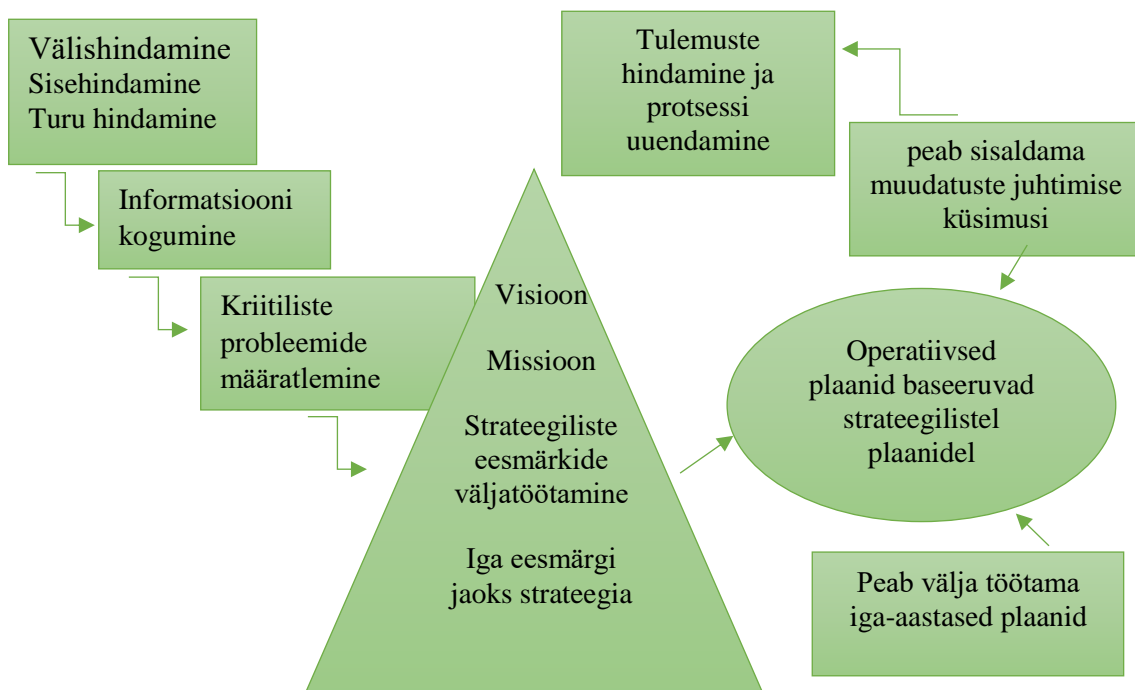 Välishindamine
Sisehindamine
Turu hindamine
Informatsiooni
kogumine
Kriitiliste
probleemide
määratlemine
Visioon
Missioon
Strateegiliste
eesmärkide
väljatöötamine
Iga eesmärgi
jaoks strateegia
Tulemuste
hindamine ja
protsessi
uuendamine
peab sisaldama
muudatuste juhtimise
küsimusi
Operatiivsed
plaanid baseeruvad
strateegilistel
plaanidel
Peab välja töötama
iga-aastased plaanid